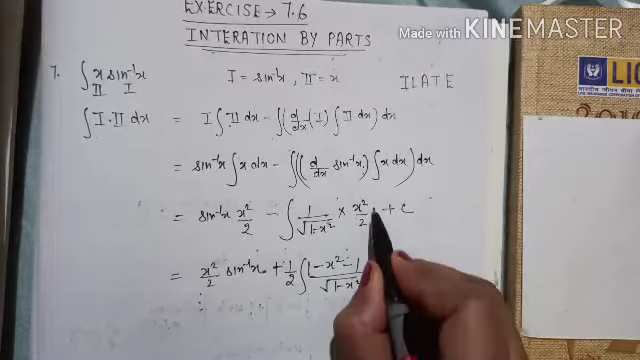 EXERCISE → 7.6
Made with KINEMASTER
INTERATION BY PARTS
7. ∫ x sin⁻¹x I = sin⁻¹x, II = x ILATE
II I
∫ I·II dx = I ∫ II dx − ∫(d/dx (I) ∫ II dx) dx
= sin⁻¹x ∫ x dx − ∫((d/dx sin⁻¹x) ∫ x dx) dx
= sin⁻¹x x²/2 − ∫ 1/√1-x² × x²/2 + c
= x²/2 sin⁻¹x + 1/2 ∫ 1-x²-1/√1-x²
LIC